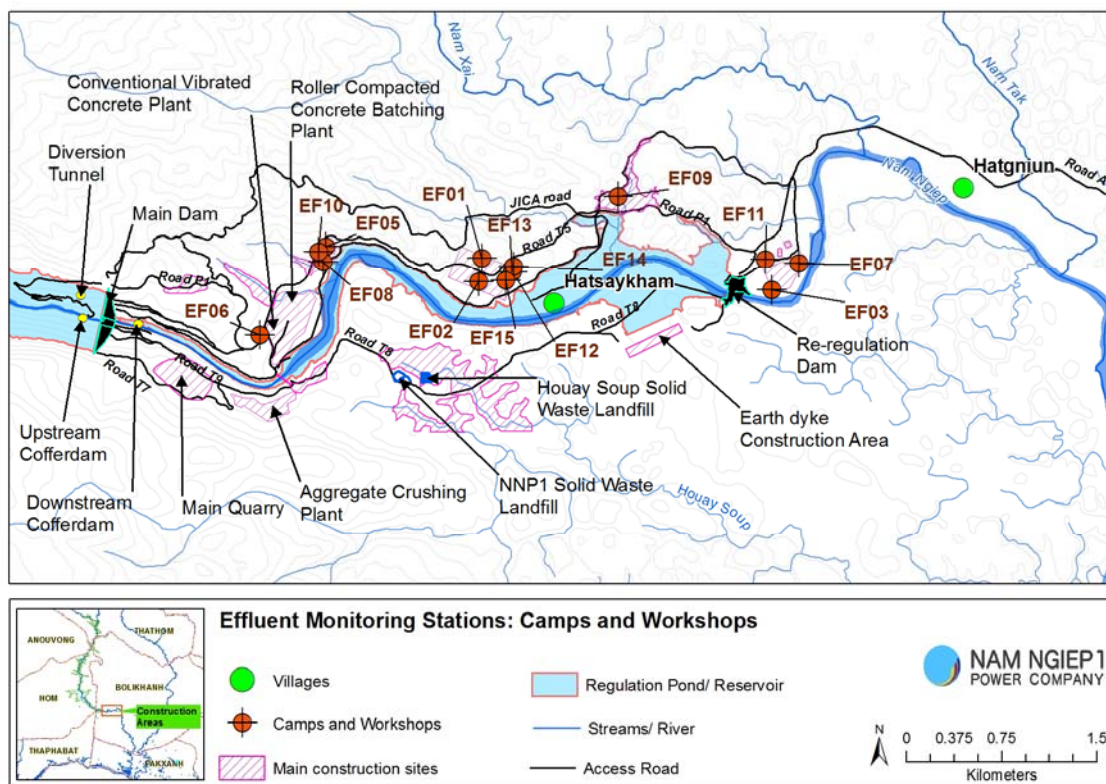 Conventional Vibrated
Concrete Plant
Roller Compacted
Concrete Batching
Plant
Nam Xai
Nam Tak
Diversion
Tunnel
Main Dam
EF10
EF05
EF01
JICA road
EF13
Road T5
EF09
Road P1
EF11
Hatgniun
Road A
Nam Ngiep
Road P1
EF06
EF08
EF14
Hatsaykham
EF07
EF02
EF15
EF12
Road T8
EF03
Road T7
Road T9
Road T8
Re-regulation
Dam
Upstream
Cofferdam
Downstream
Cofferdam
Main Quarry
Aggregate Crushing
Plant
NNP1 Solid Waste
Landfill
Houay Soup Solid
Waste Landfill
Earth dyke
Construction Area
Houay Soup
Effluent Monitoring Stations: Camps and Workshops
ANOUVONG
THATHOM
HOM
BOLIKHANH
Construction
Areas
THAPHABAT
PAKXANH
Villages
Camps and Workshops
Main construction sites
Regulation Pond/ Reservoir
Streams/ River
Access Road
NAM NGIEP1
POWER COMPANY
N
0 0.375 0.75 1.5
Kilometers